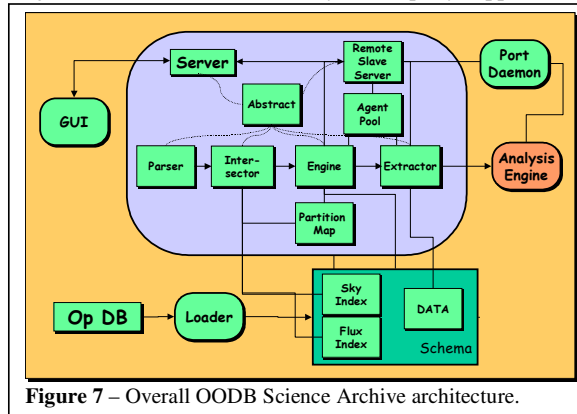 Server
Remote
Slave
Server
Port
Daemon
GUI
Abstract
Agent
Pool
Parser
Inter-
sector
Engine
Extractor
Analysis
Engine
Partition
Map
Sky
Index
DATA
Op DB
Loader
Flux
Index
Schema
Figure 7 – Overall OODB Science Archive architecture.